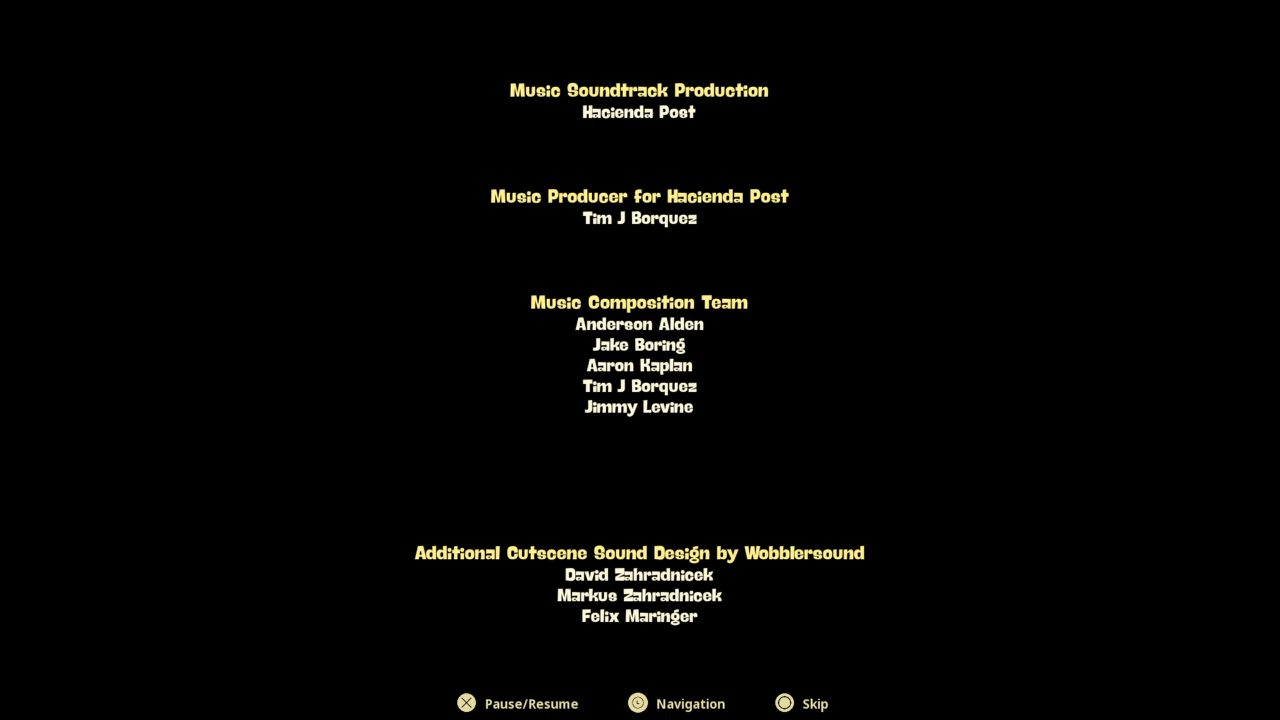 Music Soundtrack Production
Hacienda Post
Music Producer for Hacienda Post
Tim J Borquez
Music Composition Team
Anderson Alden
Jake Boring
Aaron Kaplan
Tim J Borquez
Jimmy Levine
Additional Cutscene Sound Design by Wobblersound
David Zahradnicek
Markus Zahradnicek
Felix Maringer
Pause/Resume L Navigation Skip